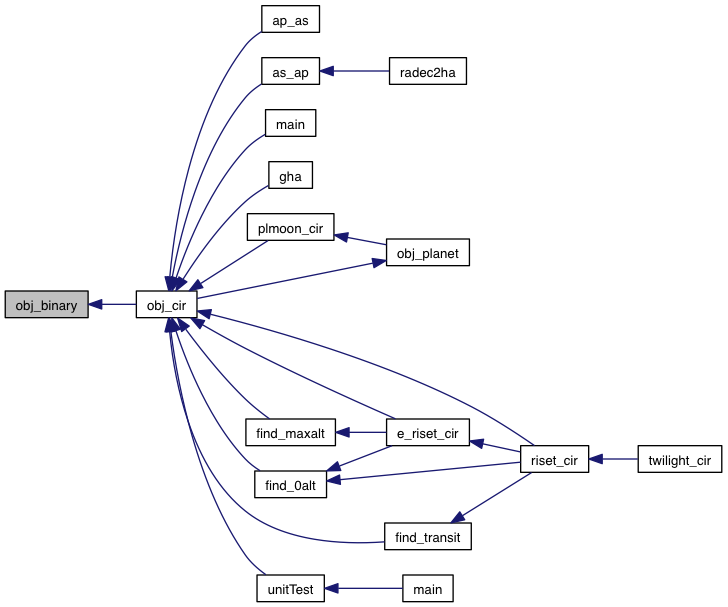 ap_as
as_ap
radec2ha
main
gha
plmoon_cir
obj_planet
obj_binary
obj_cir
find_maxalt
e_riset_cir
riset_cir
twilight_cir
find_0alt
find_transit
unitTest
main